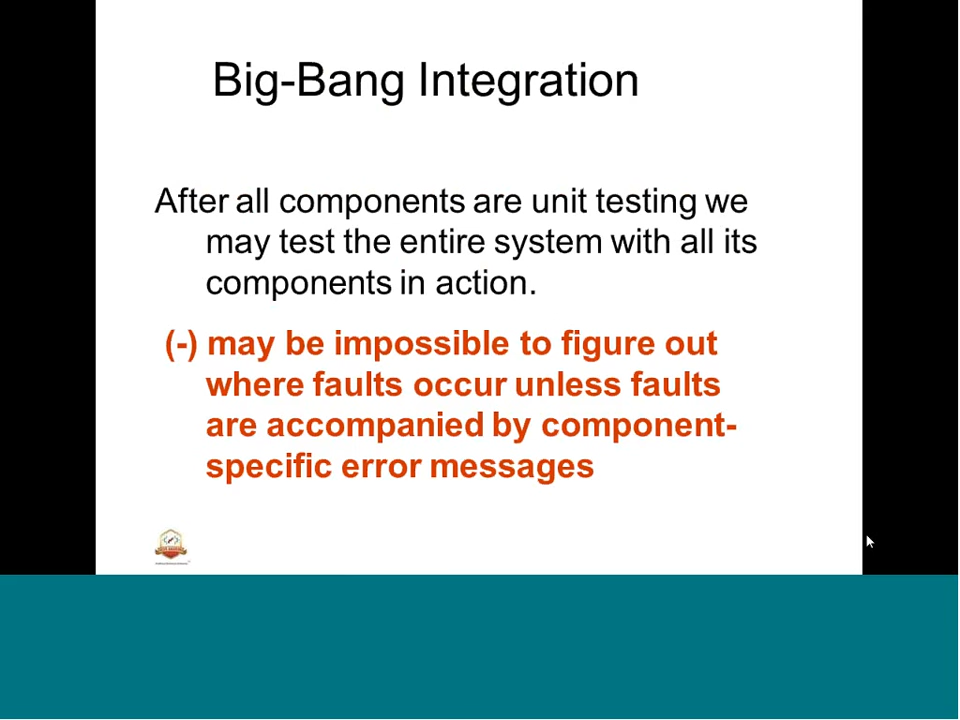 Big-Bang Integration
After all components are unit testing we
may test the entire system with all its
components in action.
(-) may be impossible to figure out
where faults occur unless faults
are accompanied by component-
specific error messages